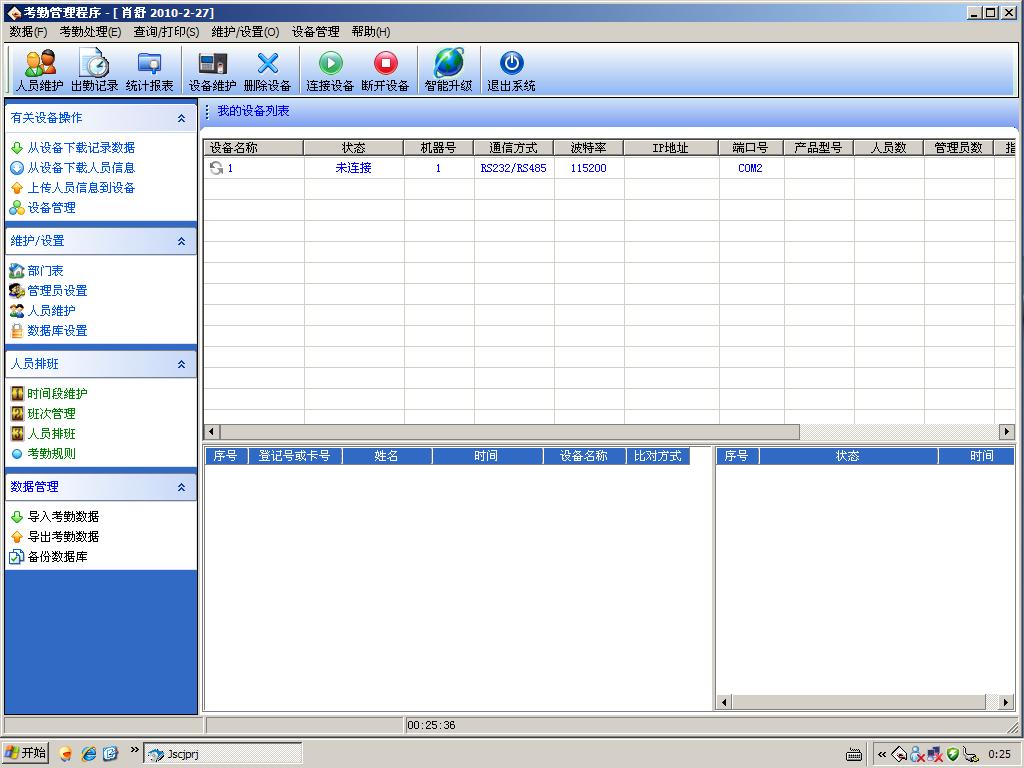 考勤管理程序 - [ 肖舒 2010-2-27]
数据(F) 考勤处理(E) 查询/打印(S) 维护/设置(O) 设备管理 帮助(H)
人员维护 出勤记录 统计报表 设备维护 删除设备 连接设备 断开设备 智能升级 退出系统
有关设备操作
从设备下载记录数据
从设备下载人员信息
上传人员信息到设备
设备管理
维护/设置
部门表
管理员设置
人员维护
数据库设置
人员排班
时间段维护
班次管理
人员排班
考勤规则
数据管理
导入考勤数据
导出考勤数据
备份数据库
我的设备列表
设备名称 状态 机器号 通信方式 波特率 IP地址 端口号 产品型号 人员数 管理员数 指
1 未连接 1 RS232/RS485 115200 COM2
序号 登记号或卡号 姓名 时间 设备名称 比对方式
序号 状态 时间
00:25:36
开始 » Jscjprj « 0:25